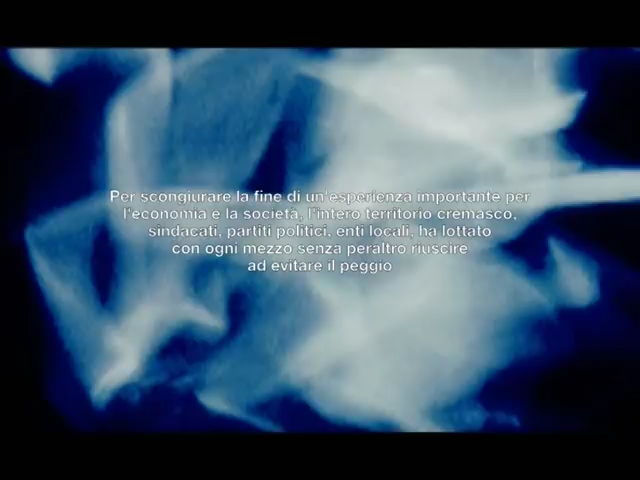 Per scongiurare la fine di un'esperienza importante per
l'economia e la società, l'intero territorio cremasco,
sindacati, partiti politici, enti locali, ha lottato
con ogni mezzo senza peraltro riuscire
ad evitare il peggio